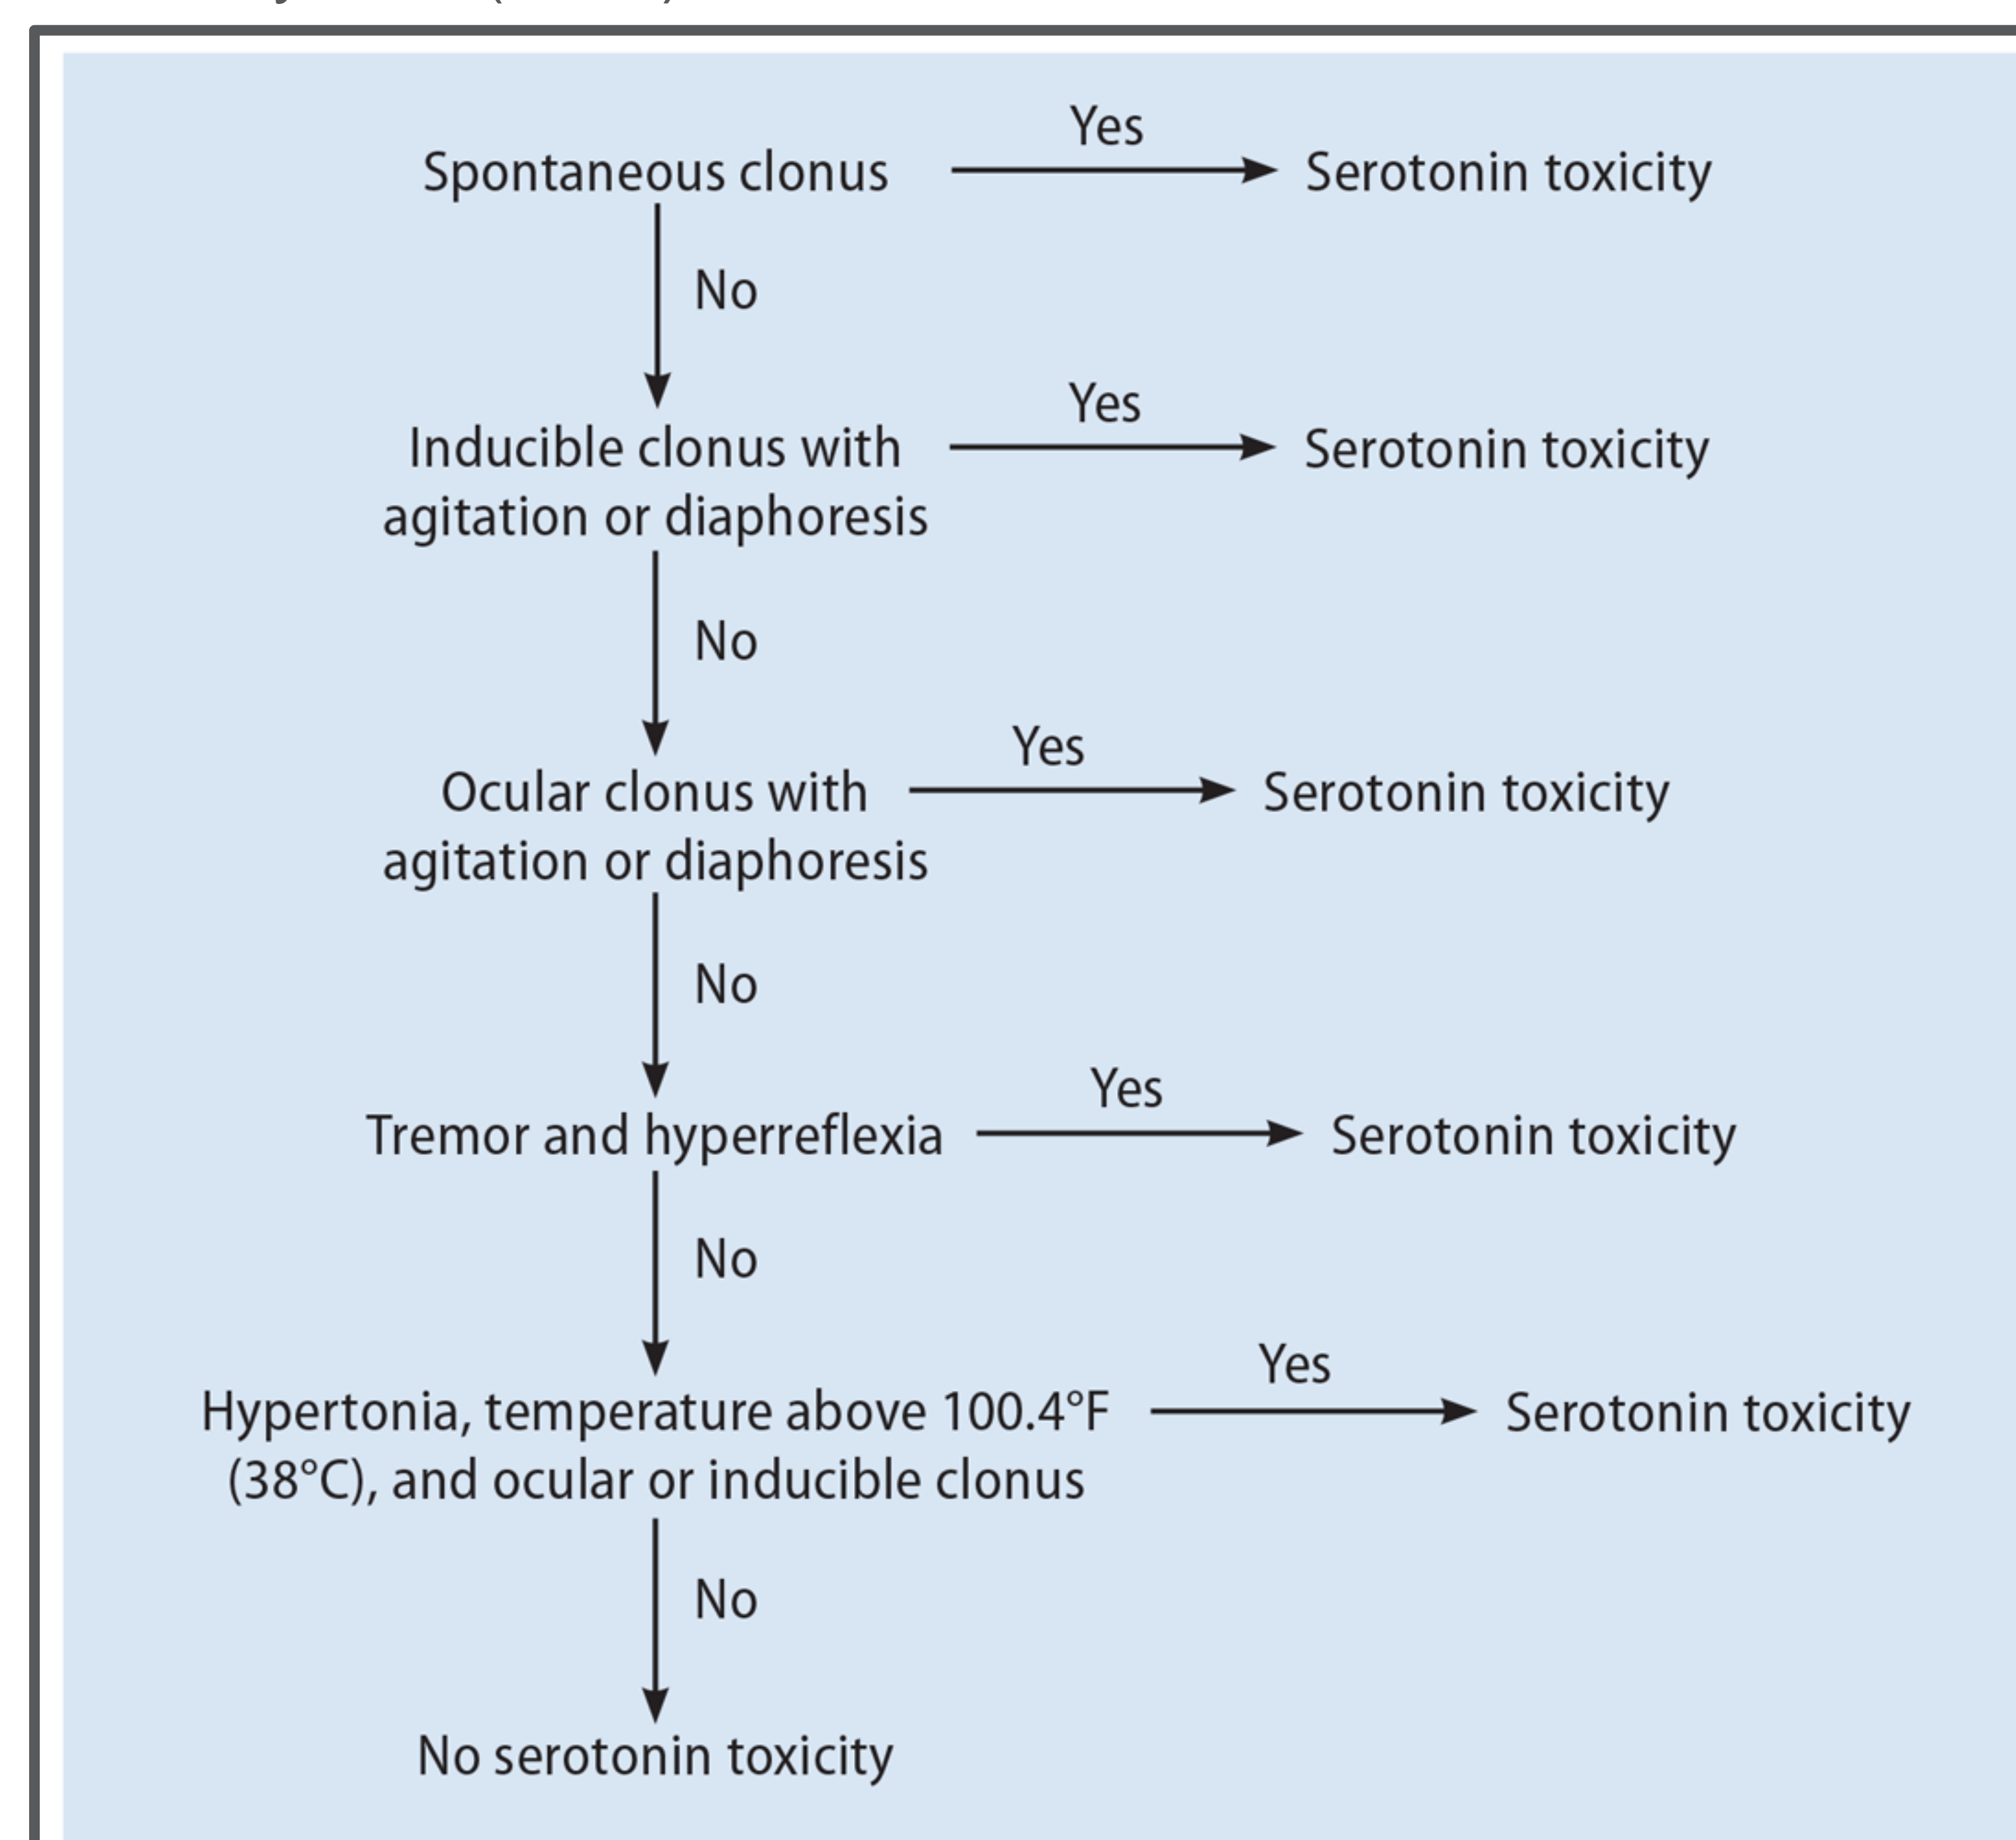 Yes
Spontaneous clonus
Serotonin toxicity
No
Yes
Inducible clonus with
agitation or diaphoresis
Serotonin toxicity
No
Yes
Ocular clonus with
agitation or diaphoresis
Serotonin toxicity
No
Yes
Tremor and hyperreflexia
Serotonin toxicity
No
Yes
Hypertonia, temperature above 100.4°F
(38°C), and ocular or inducible clonus
Serotonin toxicity
No
No serotonin toxicity